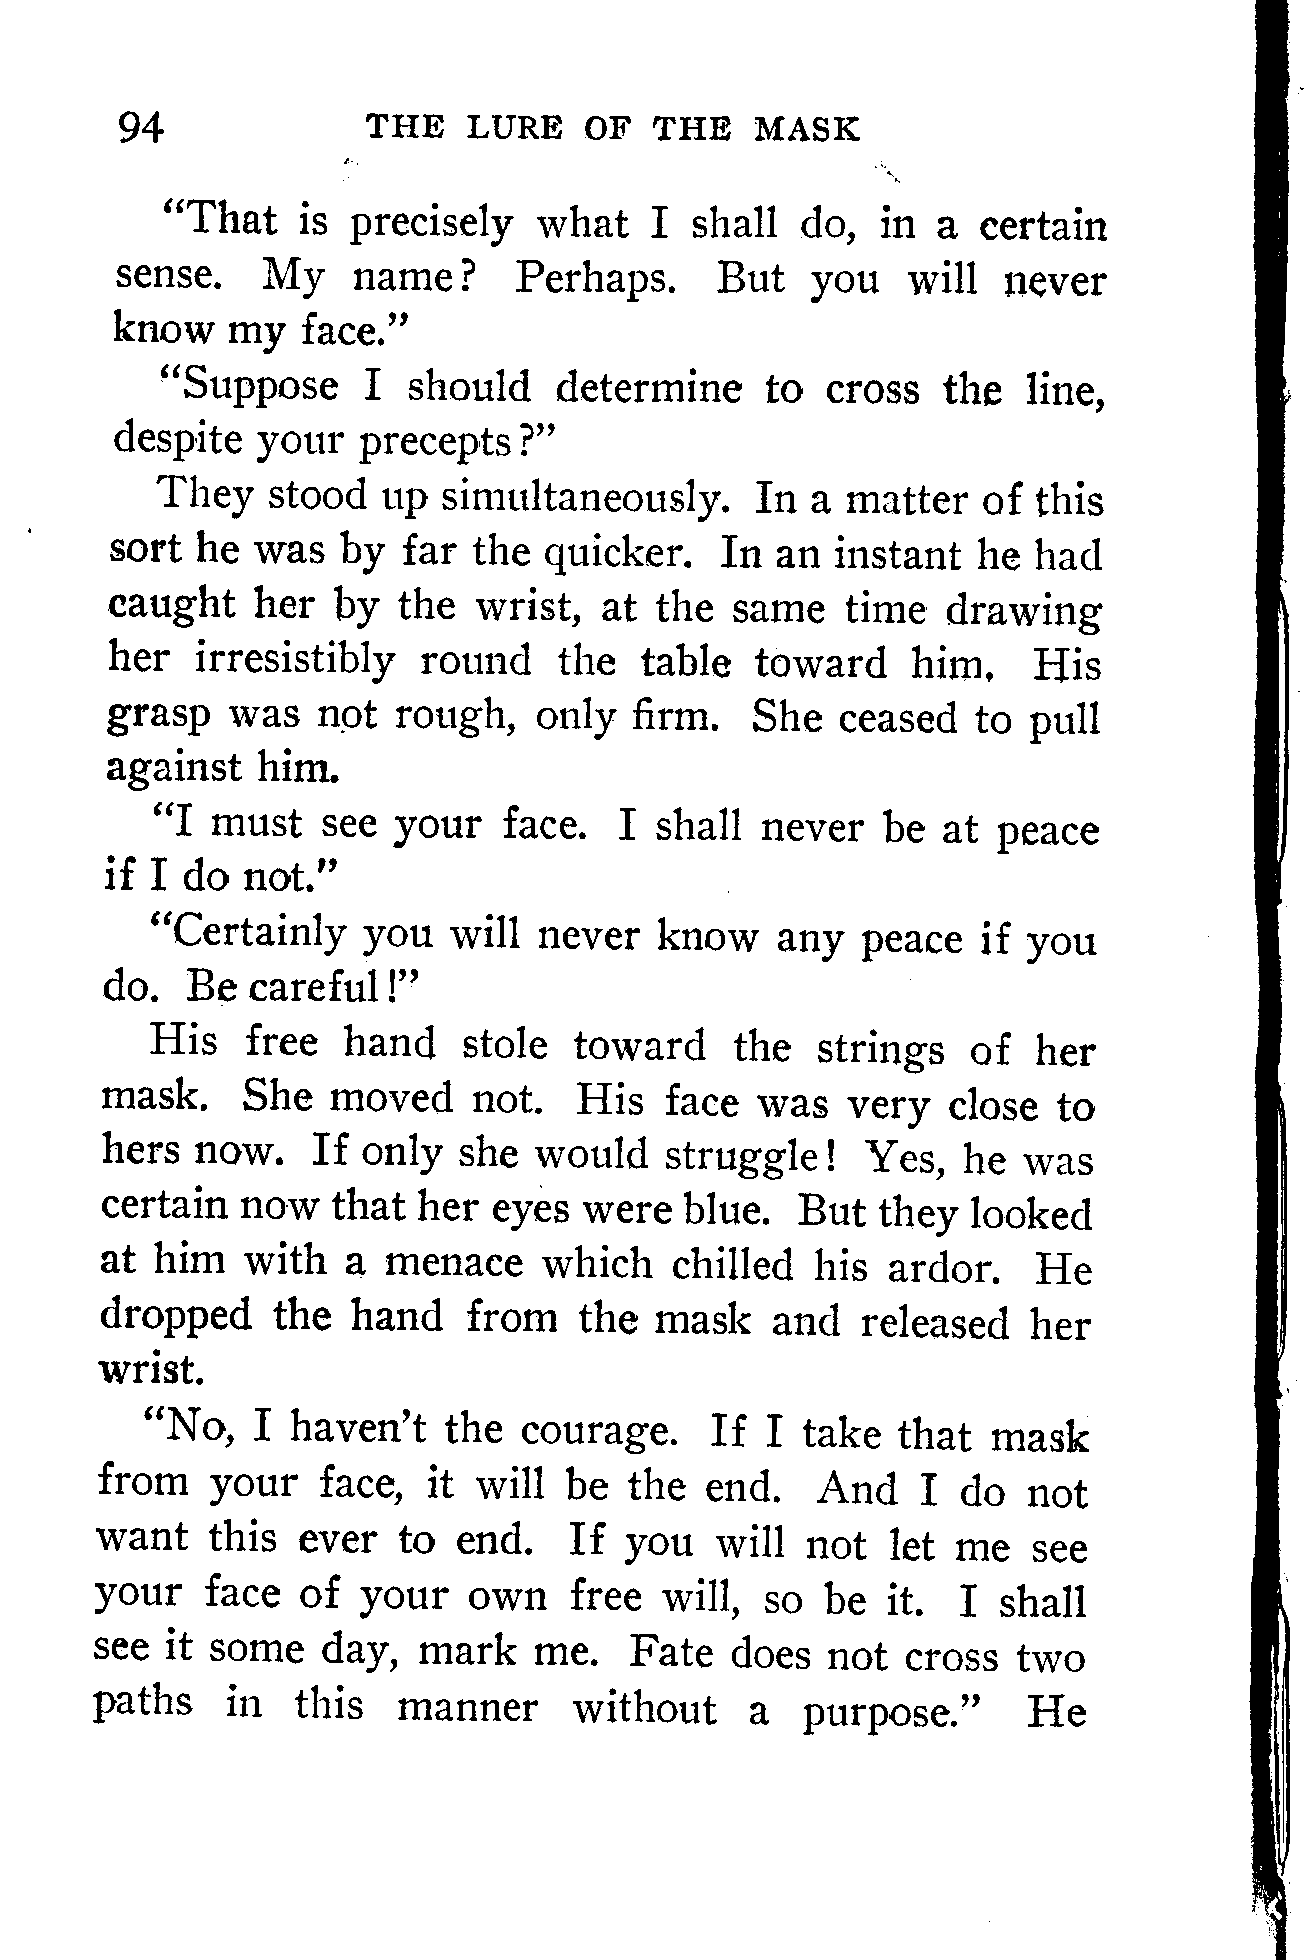 94 THE LURE OF THE MASK
“That is precisely what I shall do, in a certain
sense. My name? Perhaps. But you will never
know my face.”
“Suppose I should determine to cross the line,
despite your precepts?”
They stood up simultaneously. In a matter of this
sort he was by far the quicker. In an instant he had
caught her by the wrist, at the same time drawing
her irresistibly round the table toward him. His
grasp was not rough, only firm. She ceased to pull
against him.
“I must see your face. I shall never be at peace
if I do not.”
“Certainly you will never know any peace if you
do. Be careful!”
His free hand stole toward the strings of her
mask. She moved not. His face was very close to
hers now. If only she would struggle! Yes, he was
certain now that her eyes were blue. But they looked
at him with a menace which chilled his ardor. He
dropped the hand from the mask and released her
wrist.
“No, I haven’t the courage. If I take that mask
from your face, it will be the end. And I do not
want this ever to end. If you will not let me see
your face of your own free will, so be it. I shall
see it some day, mark me. Fate does not cross two
paths in this manner without a purpose.” He